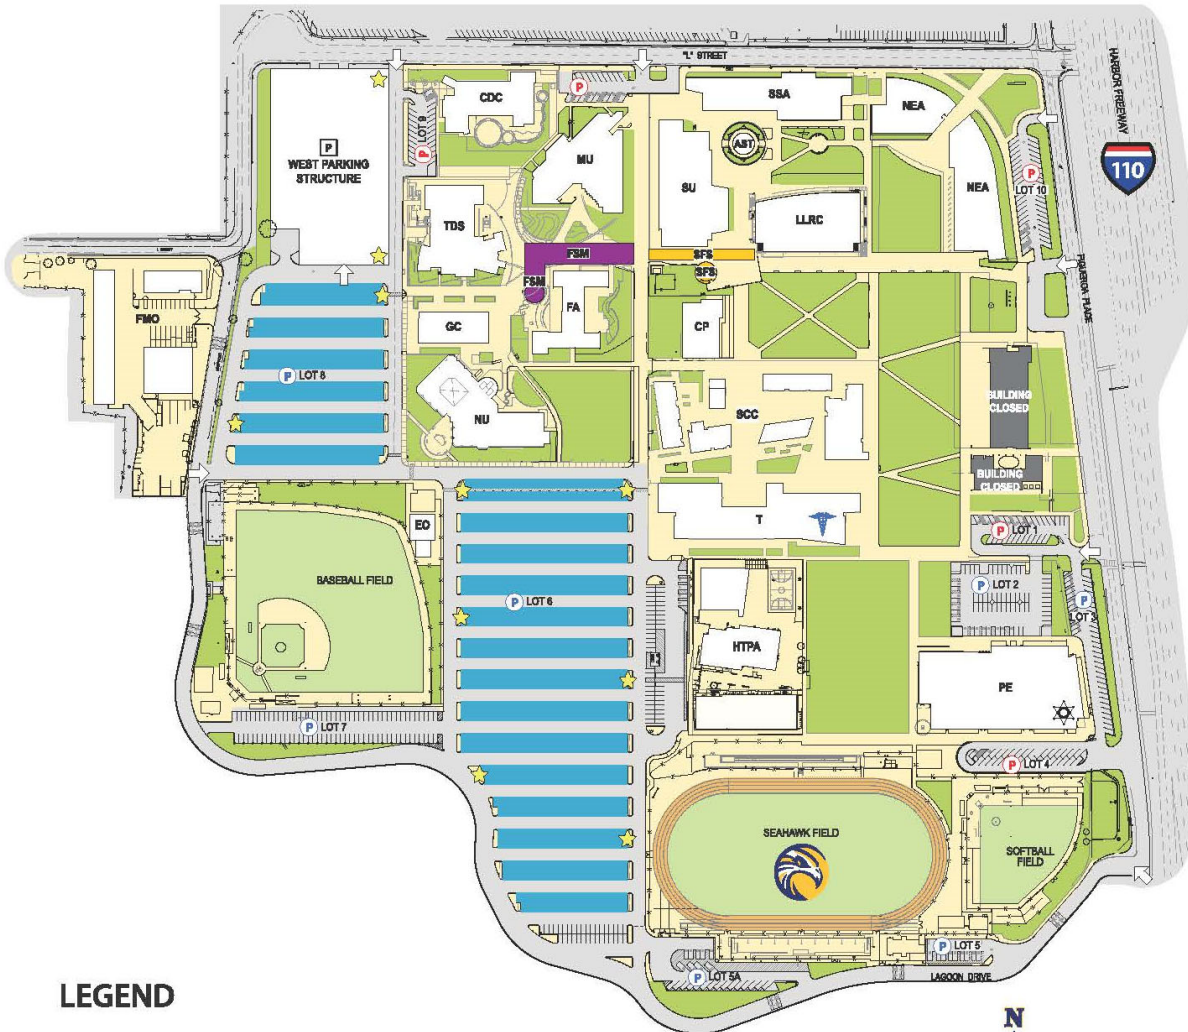 "L" STREET
HARBOR FREEWAY
110
P
WEST PARKING
STRUCTURE
P
LOT 9
CDC
P
SSA
NEA
AST
MU
SU
LLRC
NEA
P
LOT 10
TDS
FSM
FSM
SFS
SFS
FIGUEROA PLACE
FMO
GC
FA
CP
P LOT 8
NU
SCC
BUILDING
CLOSED
BUILDING
CLOSED
EO
T
P LOT 1
BASEBALL FIELD
P LOT 6
P LOT 2
P
LOT 3
HTPA
PE
P LOT 7
P LOT 4
SEAHAWK FIELD
SOFTBALL
FIELD
P LOT 5
P LOT 5A
LAGOON DRIVE
LEGEND
N